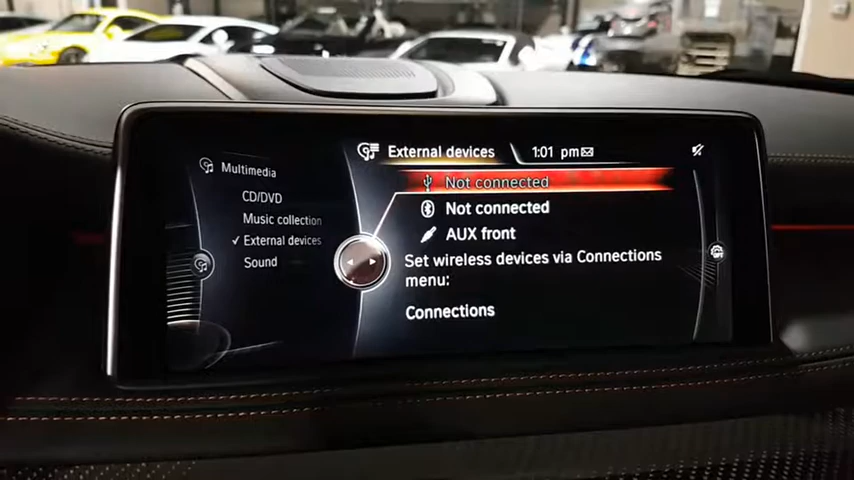 Multimedia
CD/DVD
Music collection
External devices
Sound
External devices
1:01 pm
Not connected
Not connected
AUX front
Set wireless devices via Connections
menu:
Connections